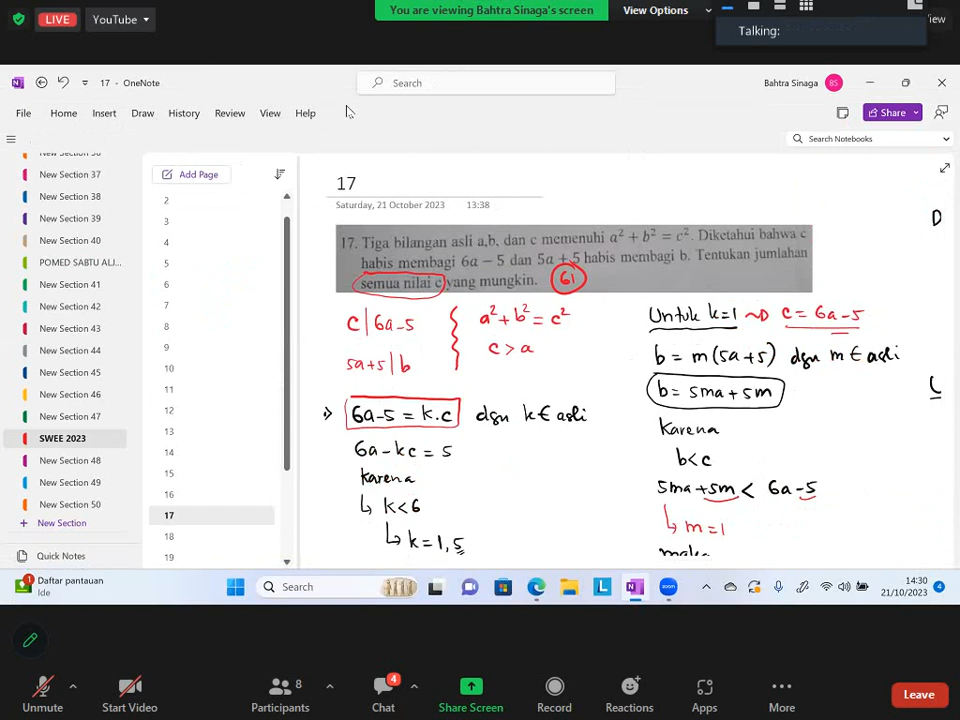 LIVE
YouTube
You are viewing Bahtra Sinaga's screen
View Options
View
Talking:
17 - OneNote
Search
Bahtra Sinaga
BS
File
Home
Insert
Draw
History
Review
View
Help
Share
Search Notebooks
New Section 37
New Section 38
New Section 39
POMED SABTU ALJ...
New Section 41
New Section 42
New Section 43
New Section 44
New Section 45
New Section 46
New Section 47
SWEE 2023
New Section 48
New Section 49
New Section 50
New Section
Quick Notes
Add Page
2
3
4
6
7
8
9
10
11
12
13
14
15
16
17
18
19
17
Saturday, 21 October 2023
13:38
17. Tiga bilangan asli a,b, dan c memenuhi a² + b² = c². Diketahui bahwa c
habis membagi 6a − 5 dan 5a + 5 habis membagi b. Tentukan jumlahan
semua nilai c yang mungkin.
61
c | 6a-5
5a+5 | b
a² + b² = c²
c > a
6a-5 = k.c dgn k ∈ asli
6a - kc = 5
karena
↳ k < 6
↳ k = 1, 5
Untuk k=1 ~> c = 6a-5
b = m(5a+5) dgn m ∈ asli
b = 5ma + 5m
Karena
b < c
5ma + 5m < 6a - 5
↳ m = 1
maka
D
Daftar pantauan
Ide
1
Search
14:30
21/10/2023
4
Unmute
Start Video
8
Participants
4
Chat
Share Screen
Record
Reactions
Apps
More
Leave